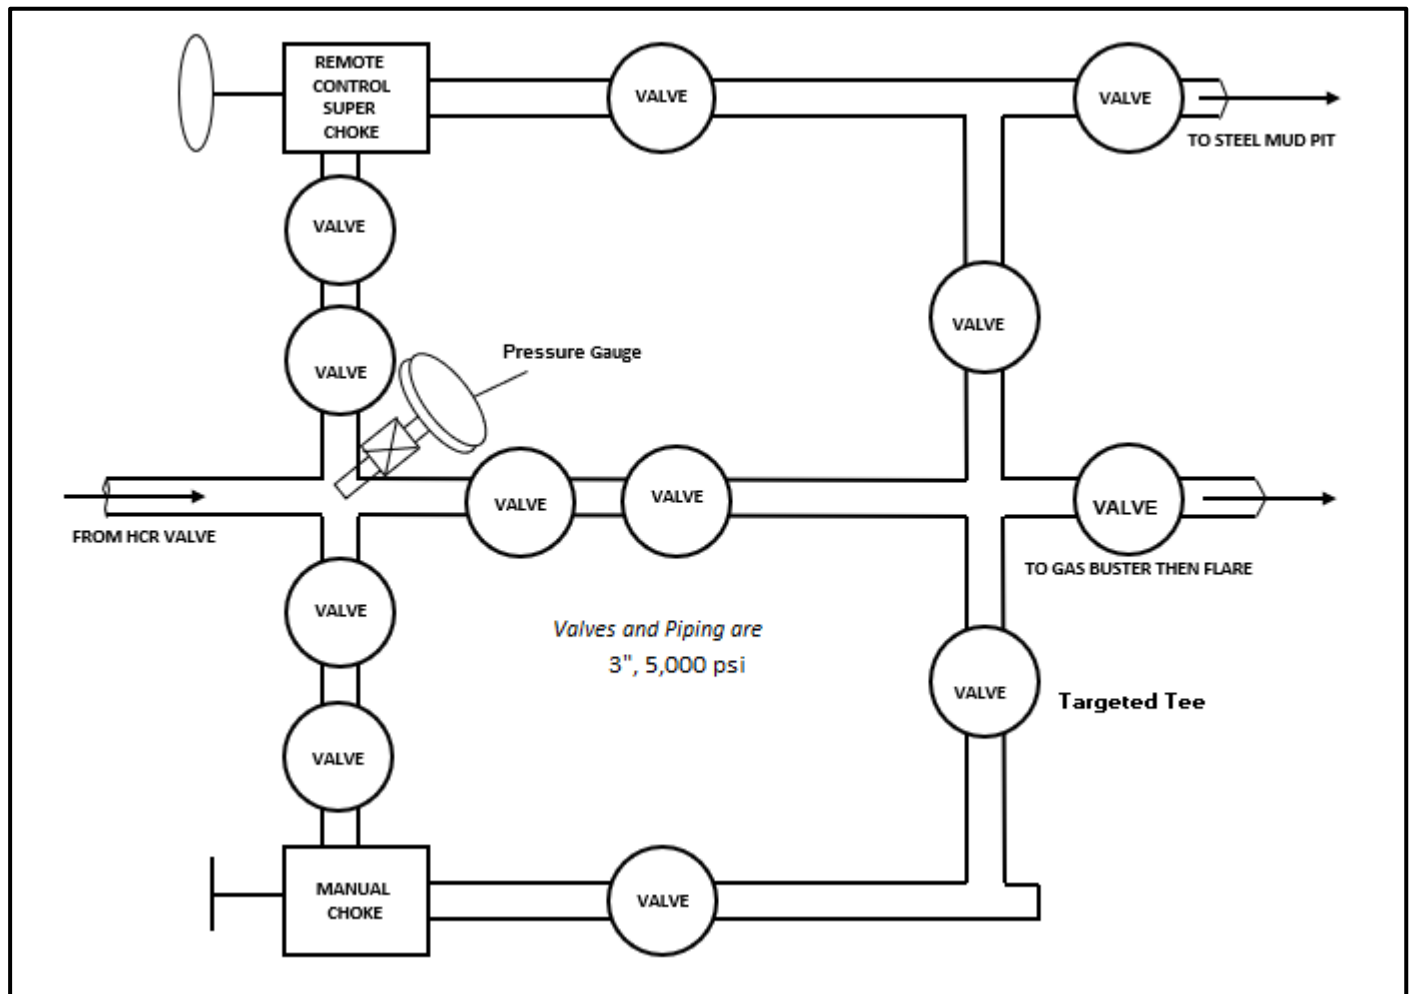 REMOTE
CONTROL
SUPER
CHOKE
VALVE
VALVE
TO STEEL MUD PIT
VALVE
VALVE
VALVE
Pressure Gauge
FROM HCR VALVE
VALVE
VALVE
VALVE
TO GAS BUSTER THEN FLARE
VALVE
Valves and Piping are
3", 5,000 psi
VALVE
Targeted Tee
VALVE
MANUAL
CHOKE
VALVE